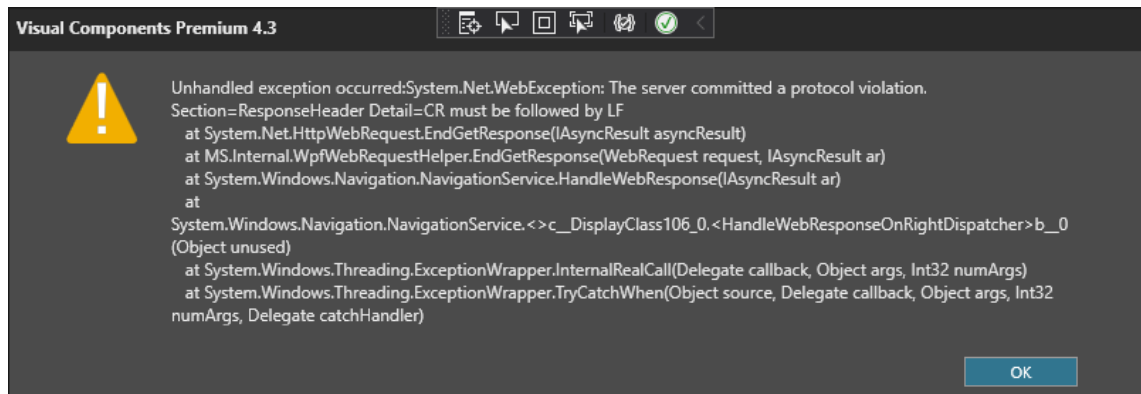 Visual Components Premium 4.3
Unhandled exception occurred:System.Net.WebException: The server committed a protocol violation.
Section=ResponseHeader Detail=CR must be followed by LF
at System.Net.HttpWebRequest.EndGetResponse(IAsyncResult asyncResult)
at MS.Internal.WpfWebRequestHelper.EndGetResponse(WebRequest request, IAsyncResult ar)
at System.Windows.Navigation.NavigationService.HandleWebResponse(IAsyncResult ar)
at
System.Windows.Navigation.NavigationService.<>c__DisplayClass106_0.<HandleWebResponseOnRightDispatcher>b__0
(Object unused)
at System.Windows.Threading.ExceptionWrapper.InternalRealCall(Delegate callback, Object args, Int32 numArgs)
at System.Windows.Threading.ExceptionWrapper.TryCatchWhen(Object source, Delegate callback, Object args, Int32
numArgs, Delegate catchHandler)
OK